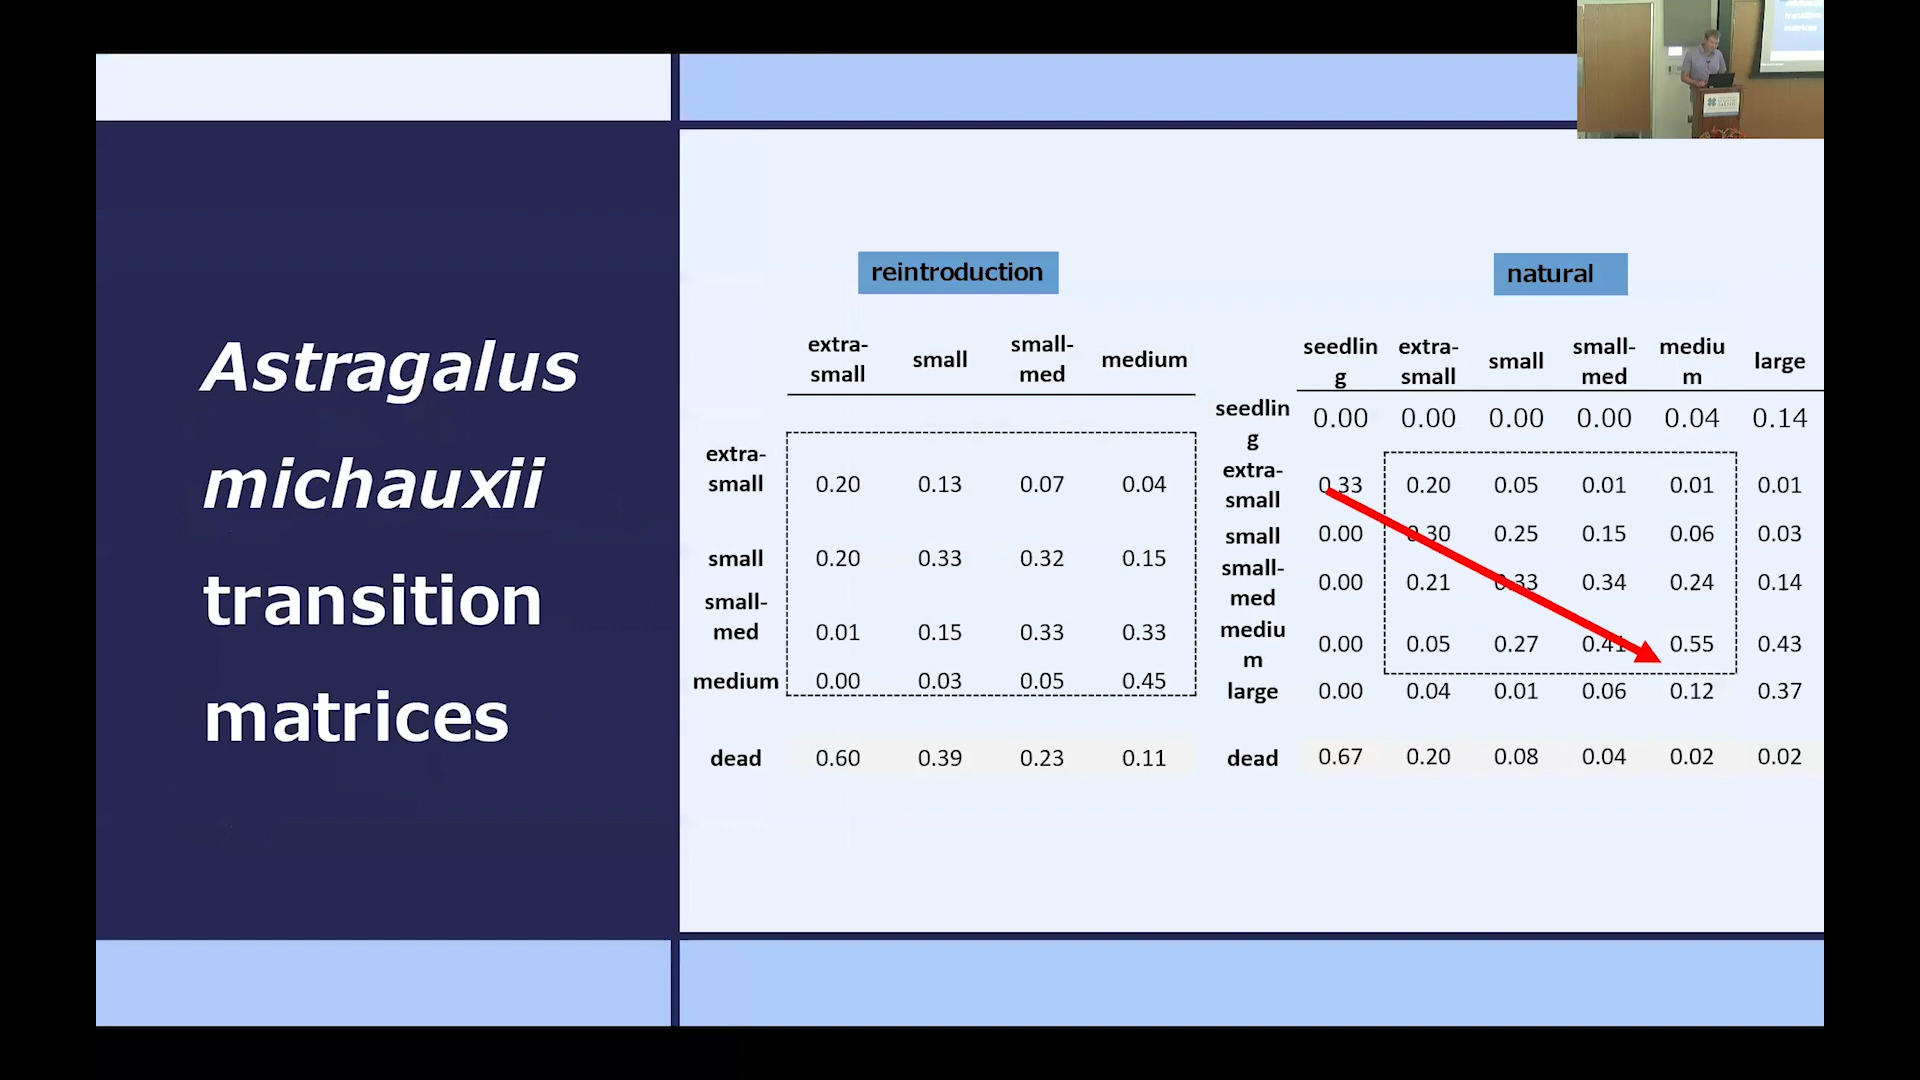 Astragalus
michauxii
transition
matrices
reintroduction
extra-
small
small
small-
med
medium
extra-
small
0.20 0.13 0.07 0.04
small 0.20 0.33 0.32 0.15
small-
med
0.01 0.15 0.33 0.33
medium 0.00 0.03 0.05 0.45
dead 0.60 0.39 0.23 0.11
natural
seedlin
g
extra-
small
small
small-
med
mediu
m
large
seedlin
g
0.00 0.00 0.00 0.00 0.04 0.14
extra-
small
0.33 0.20 0.05 0.01 0.01 0.01
small 0.00 0.30 0.25 0.15 0.06 0.03
small-
med
0.00 0.21 0.33 0.34 0.24 0.14
mediu
m
0.00 0.05 0.27 0.41 0.55 0.43
large 0.00 0.04 0.01 0.06 0.12 0.37
dead 0.67 0.20 0.08 0.04 0.02 0.02
transition
matrices